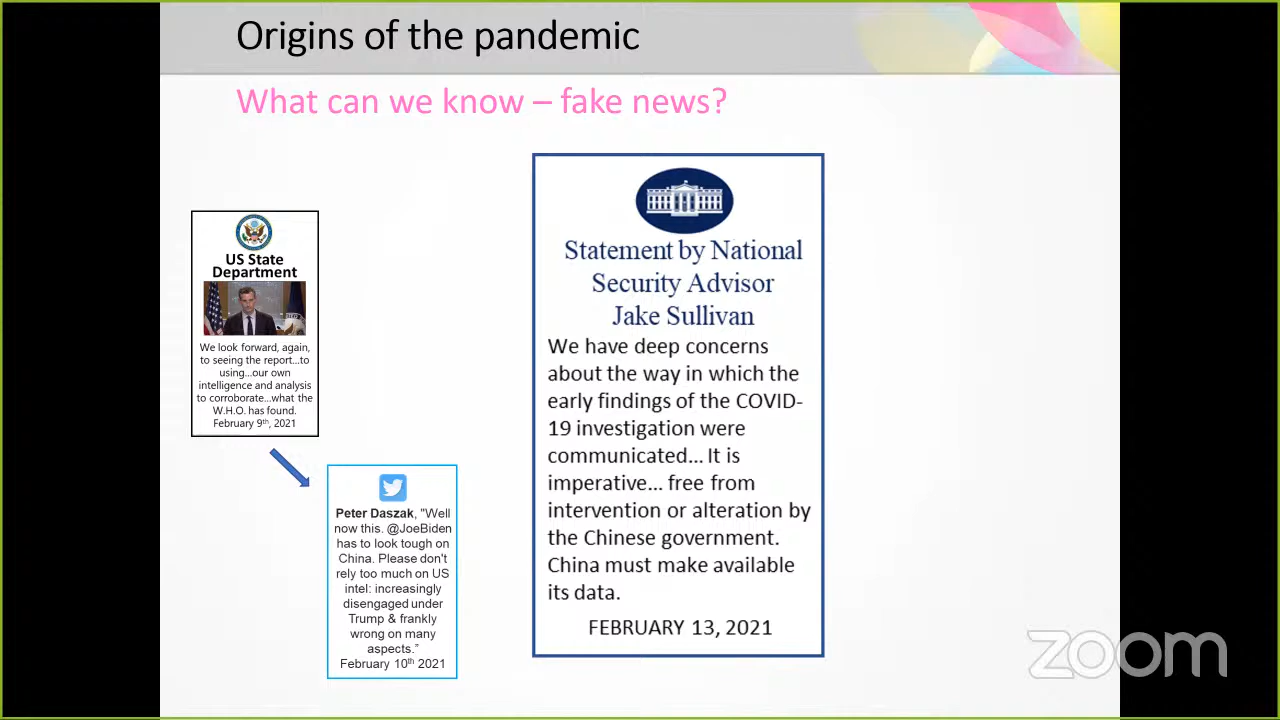 Origins of the pandemic
What can we know – fake news?
US State
Department
We look forward, again,
to seeing the report...to
using...our own
intelligence and analysis
to corroborate...what the
W.H.O. has found.
February 9th, 2021
Peter Daszak, "Well
now this. @JoeBiden
has to look tough on
China. Please don't
rely too much on US
intel: increasingly
disengaged under
Trump & frankly
wrong on many
aspects.”
February 10th 2021
Statement by National
Security Advisor
Jake Sullivan
We have deep concerns
about the way in which the
early findings of the COVID-
19 investigation were
communicated... It is
imperative... free from
intervention or alteration by
the Chinese government.
China must make available
its data.
FEBRUARY 13, 2021
zoom